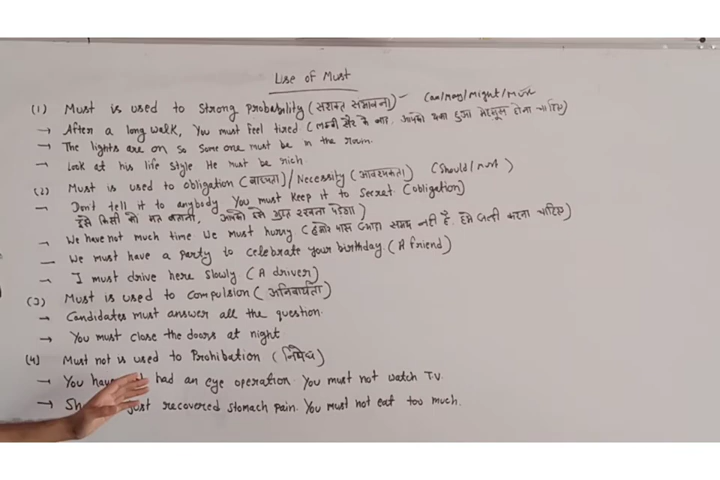 Use of Must
(1) Must is used to Strong Probability (सशक्त सम्भावना) - Can/may/might/must
→ After a long walk, You must feel tired (लम्बी सैर के बाद, आपको थका हुआ महसूस होना चाहिए)
→ The lights are on so Some one must be in the room.
→ Look at his life style He must be rich.
(2) Must is used to obligation (बाध्यता) / Necessity (आवश्यकता) (Should/must)
→ Don't tell it to anybody You must keep it to Secret. (obligation)
इसे किसी को मत बताना, आपको इसे गुप्त रखना पड़ेगा)
→ We have not much time We must hurry (हमारे पास ज्यादा समय नहीं है, हमें जल्दी करना चाहिए)
— We must have a party to celebrate your birthday (A friend)
- I must drive here slowly (A driver)
(3) Must is used to compulsion (अनिवार्यता)
→ Candidates must answer all the question.
→ You must close the doors at night
(4) Must not is used to Prohibation (निषेध)
→ You have had an eye operation. You must not watch T.V.
→ Sh just recovered stomach pain. You must not eat too much.